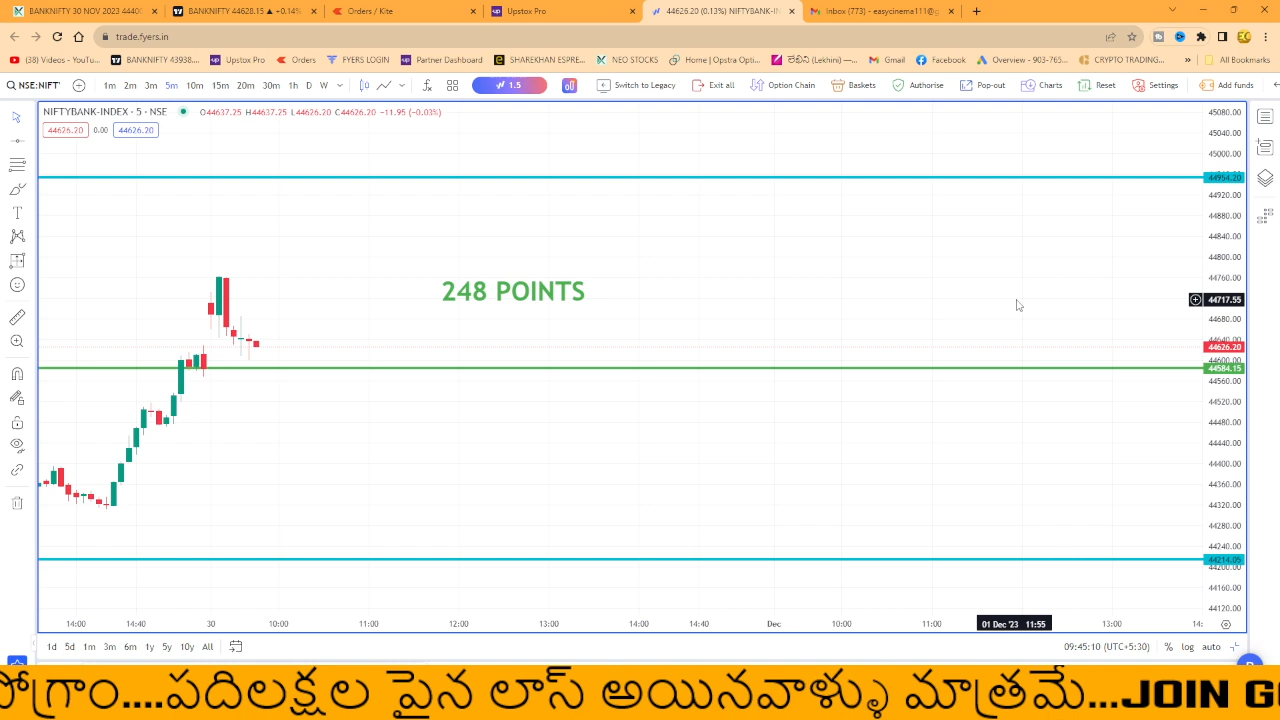 BANKNIFTY 30 NOV 2023 44400
BANKNIFTY 44628.15 ▲ +0.14%
Orders / Kite
Upstox Pro
44626.20 (0.13%) NIFTYBANK-IN
Inbox (773) - easycinema111@g
trade.fyers.in
(38) Videos - YouTu...
BANKNIFTY 43938....
Upstox Pro
Orders
FYERS LOGIN
Partner Dashboard
SHAREKHAN ESPRE...
NEO STOCKS
Home | Opstra Opti...
Gmail
Facebook
Overview - 982-765...
CRYPTO TRADING...
»
All Bookmarks
NSE:NIFT
1m 2m 3m 5m 10m 15m 20m 30m 1h D
1.5
Switch to Legacy
Exit all
Option Chain
Baskets
Authorise
Pop-out
Charts
Reset
Settings
Add funds
NIFTYBANK-INDEX · 5 · NSE
O44637.25 H44637.25 L44626.20 C44626.20 −11.95 (−0.03%)
44626.20 0.00 44626.20
45080.00
45040.00
45000.00
44954.20
44920.00
44880.00
44840.00
44800.00
44760.00
248 POINTS
44717.55
44680.00
44640.00
44626.20
44600.00
44584.15
44560.00
44520.00
44480.00
44440.00
44400.00
44360.00
44320.00
44280.00
44240.00
44214.05
44200.00
44160.00
44120.00
14:00 14:40 30 10:00 11:00 12:00 13:00 14:00 14:40 Dec 10:00 11:00 01 Dec '23 11:55 13:00 14:
1d 5d 1m 3m 6m 1y 5y 10y All
09:45:10 (UTC+5:30) % log auto
పోగ్రాం....పదిలక్షల పైన లాస్ అయినవాళ్ళు మాత్రమే...JOIN